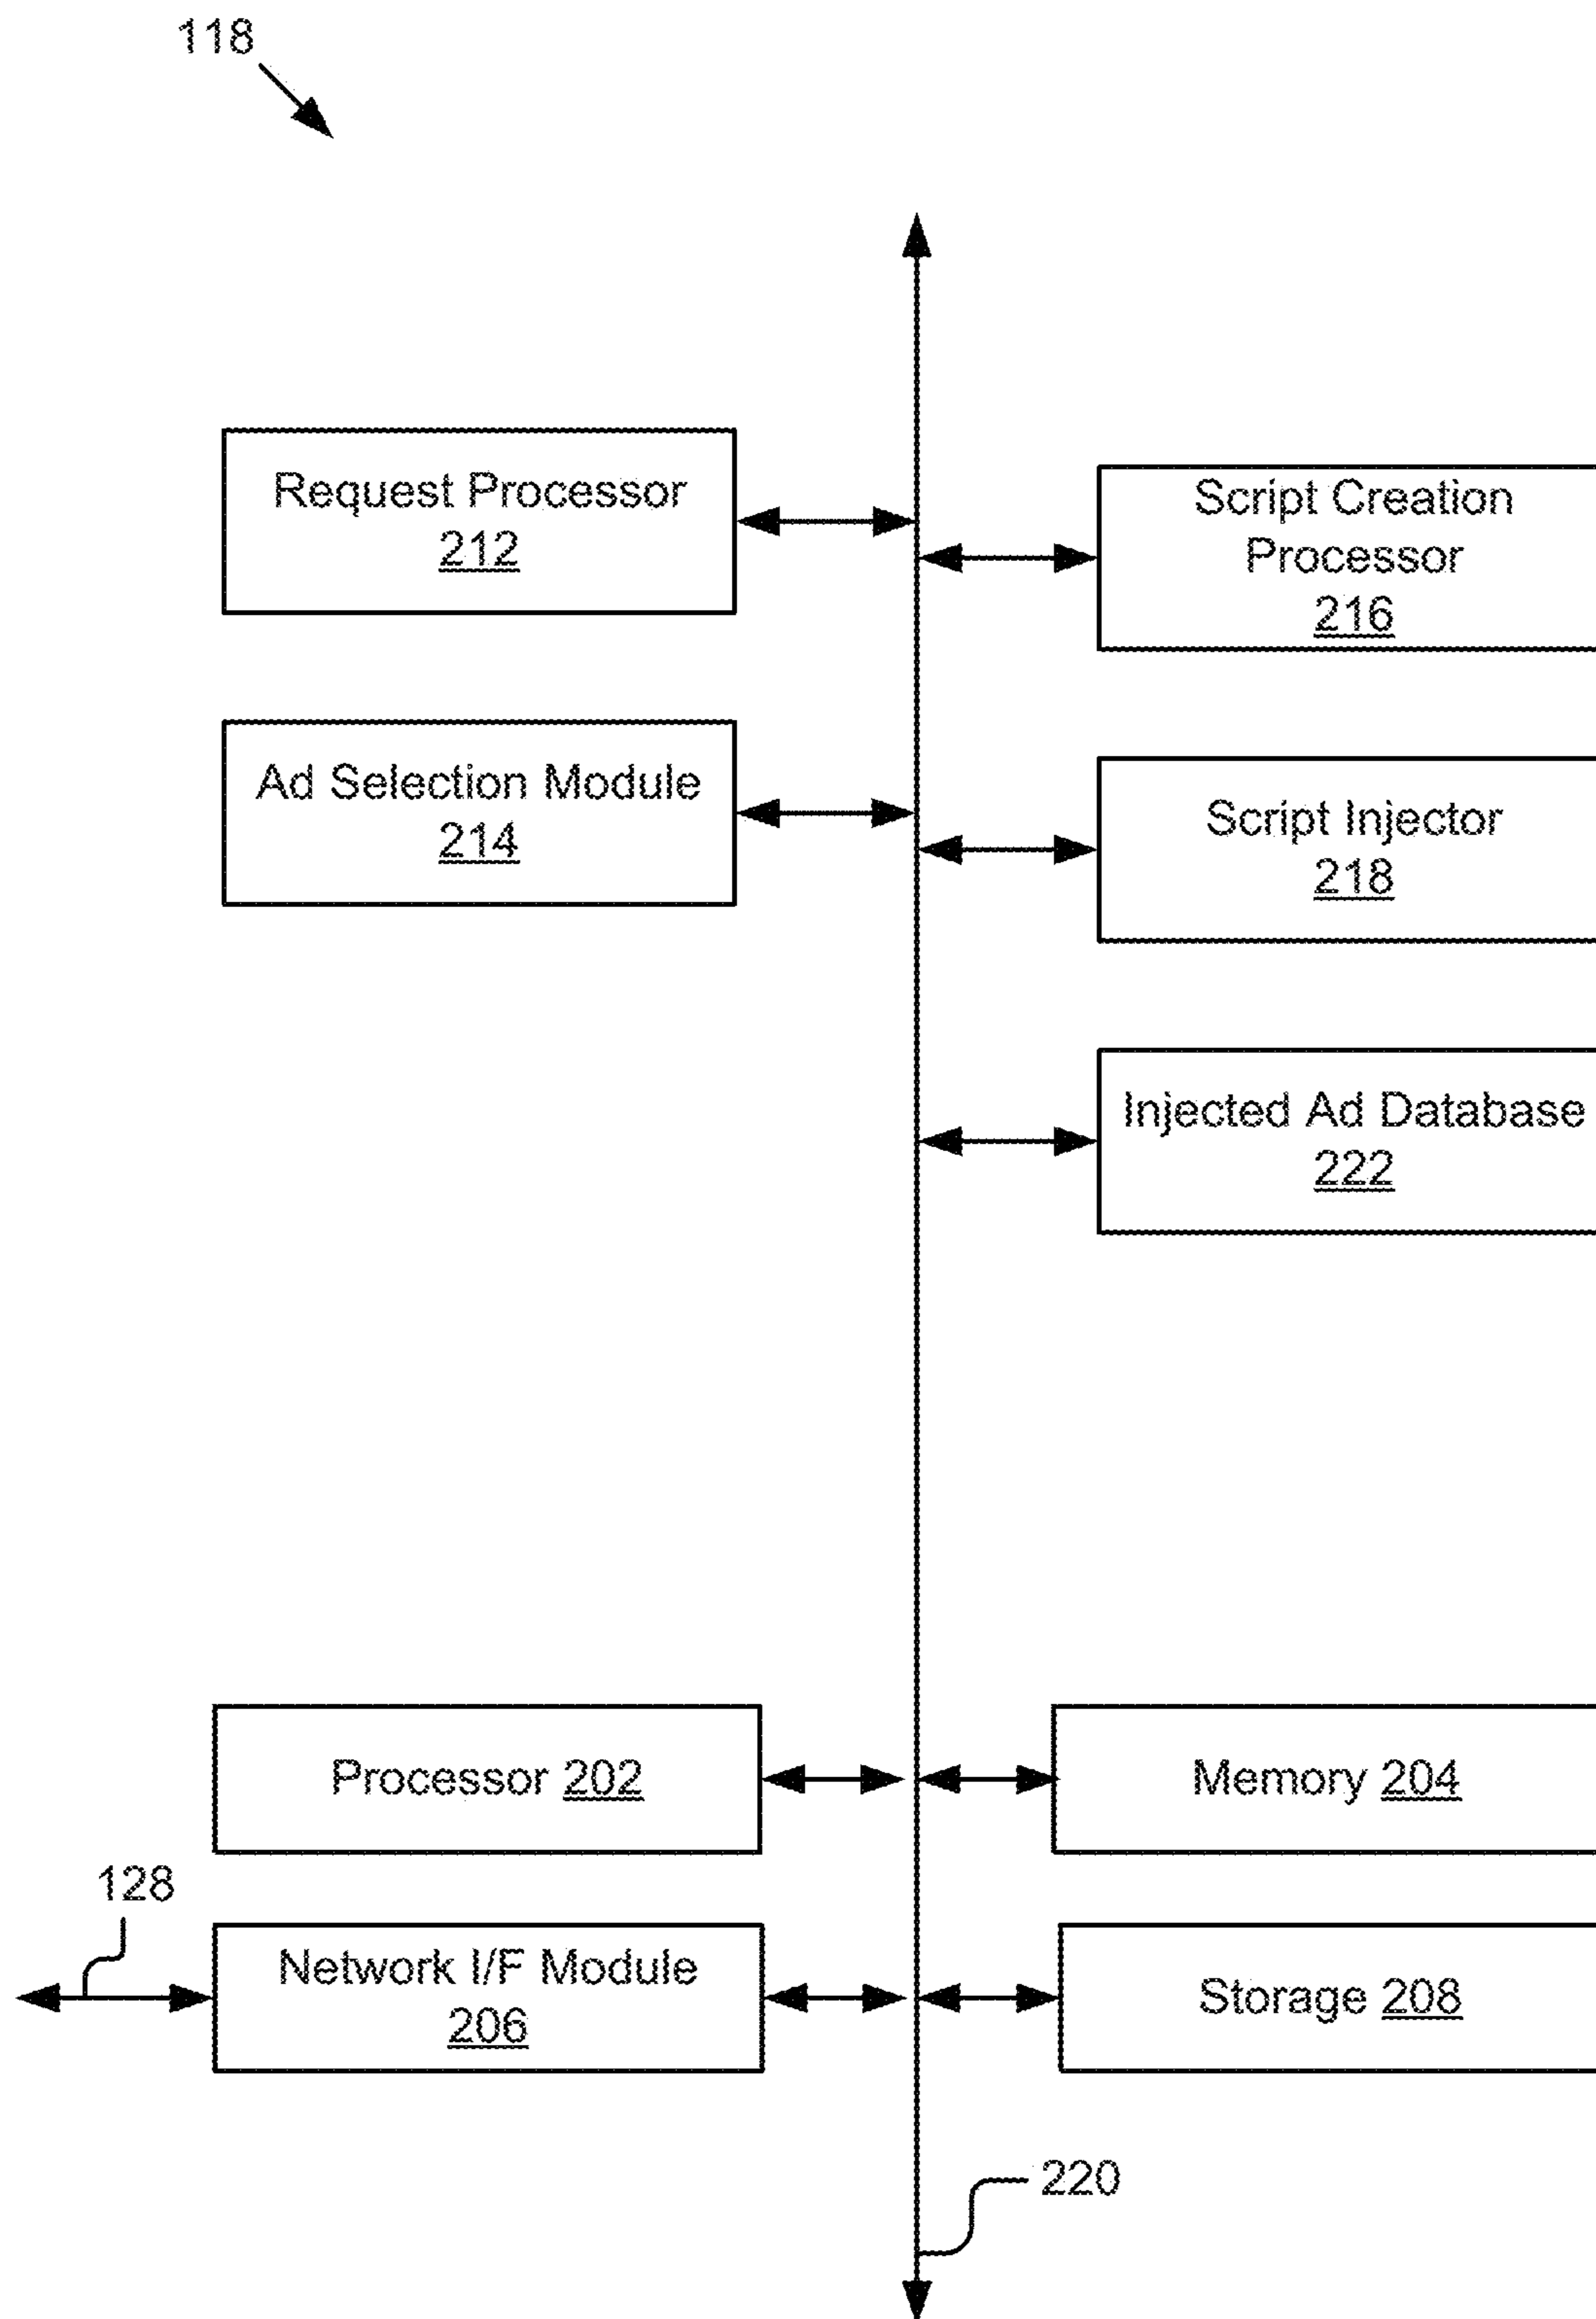 118
Request Processor
212
Script Creation
Processor
216
Ad Selection Module
214
Script Injector
218
Injected Ad Database
222
Processor 202
Memory 204
128
Network I/F Module
206
Storage 208
220